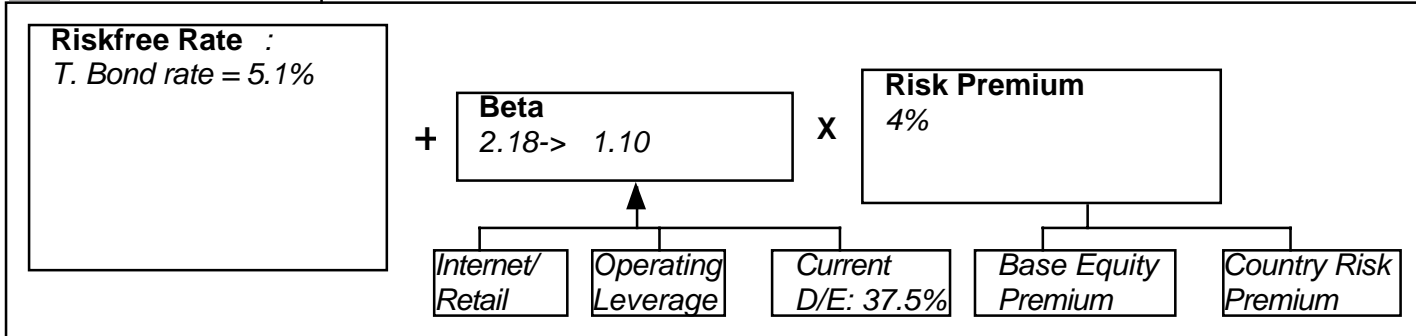 Riskfree Rate :
T. Bond rate = 5.1%
+
Beta
2.18-> 1.10
X
Risk Premium
4%
Internet/
Retail
Operating
Leverage
Current
D/E: 37.5%
Base Equity
Premium
Country Risk
Premium